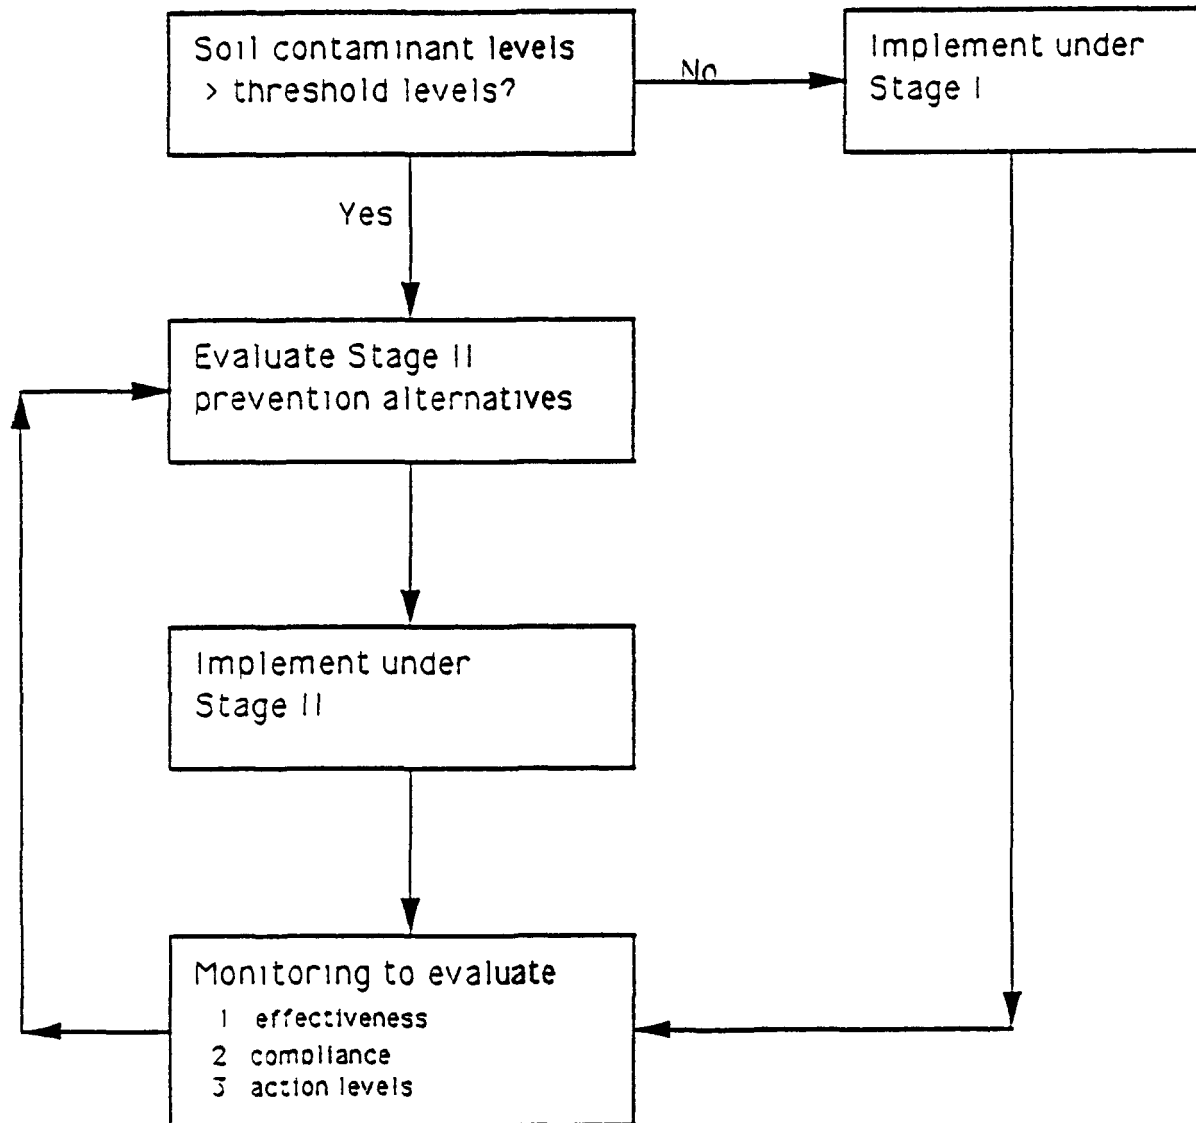 Soil contaminant levels
> threshold levels?
No
Implement under
Stage I
Yes
Evaluate Stage II
prevention alternatives
Implement under
Stage II
Monitoring to evaluate
1 effectiveness
2 compliance
3 action levels